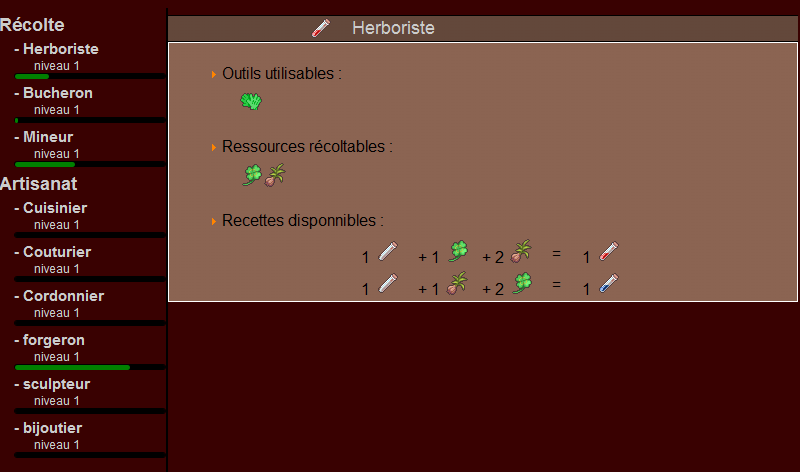 Récolte
- Herboriste
niveau 1
- Bucheron
niveau 1
- Mineur
niveau 1
Artisanat
- Cuisinier
niveau 1
- Couturier
niveau 1
- Cordonnier
niveau 1
- forgeron
niveau 1
- sculpteur
niveau 1
- bijoutier
niveau 1
Herboriste
Outils utilisables :
Ressources récoltables :
Recettes disponnibles :
1 + 1 + 2 = 1
1 + 1 + 2 = 1